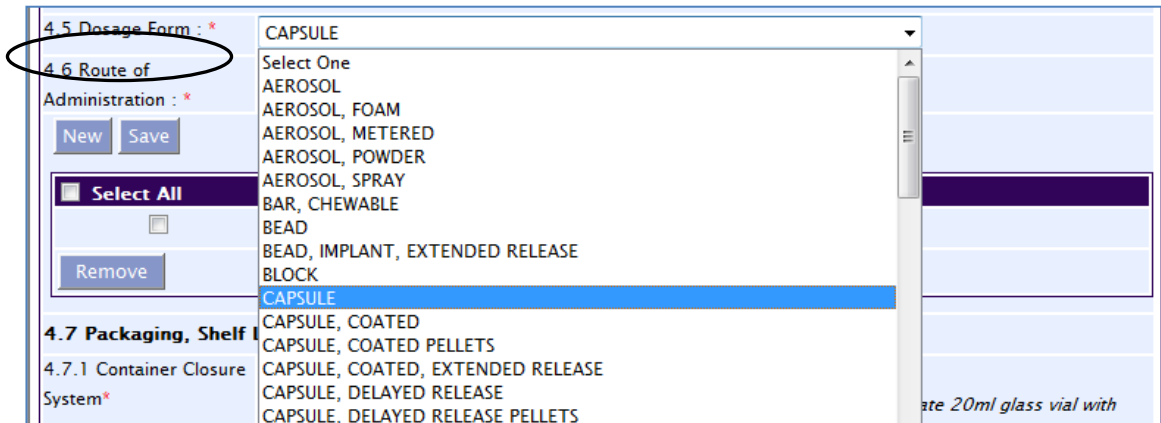 4.5 Dosage Form : *
CAPSULE
4.6 Route of
Administration : *
New
Save
Select All
Remove
4.7 Packaging, Shelf
4.7.1 Container Closure
System*
Select One
AEROSOL
AEROSOL, FOAM
AEROSOL, METERED
AEROSOL, POWDER
AEROSOL, SPRAY
BAR, CHEWABLE
BEAD
BEAD, IMPLANT, EXTENDED RELEASE
BLOCK
CAPSULE
CAPSULE, COATED
CAPSULE, COATED PELLETS
CAPSULE, COATED, EXTENDED RELEASE
CAPSULE, DELAYED RELEASE
CAPSULE, DELAYED RELEASE PELLETS
20ml glass vial with